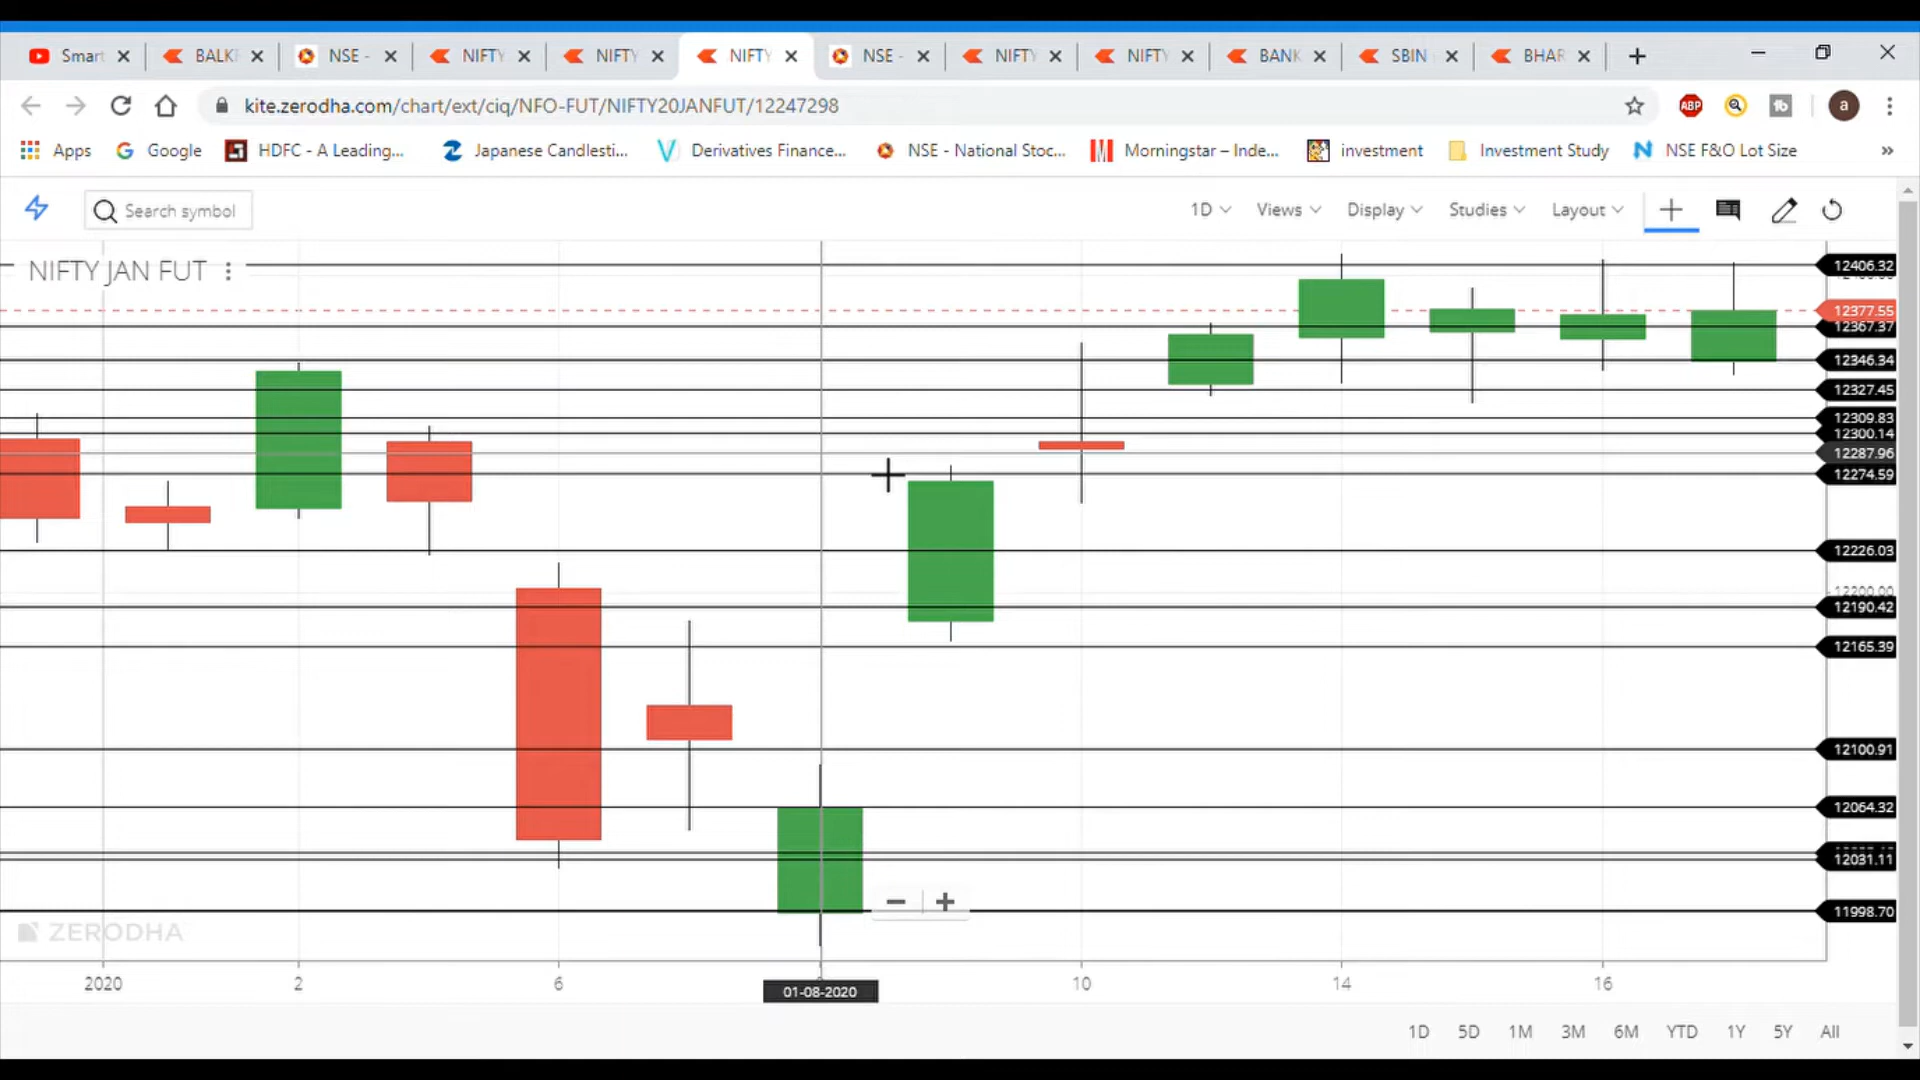 Smart BALKI NSE - NIFTY NIFTY NIFTY NSE - NIFTY NIFTY BANK SBIN BHAR
kite.zerodha.com/chart/ext/ciq/NFO-FUT/NIFTY20JANFUT/12247298 ABP a
Apps Google HDFC - A Leading... Japanese Candlesti... Derivatives Finance... NSE - National Stoc... Morningstar – Inde... investment Investment Study NSE F&O Lot Size »
Search symbol 1D Views Display Studies Layout
NIFTY JAN FUT
12406.32
12377.55
12367.37
12346.34
12327.45
12309.83
12300.14
12287.96
12274.59
12226.03
12200.00
12190.42
12165.39
12100.91
12064.32
12031.11
11998.70
ZERODHA
2020 2 6 01-08-2020 10 14 16
1D 5D 1M 3M 6M YTD 1Y 5Y All